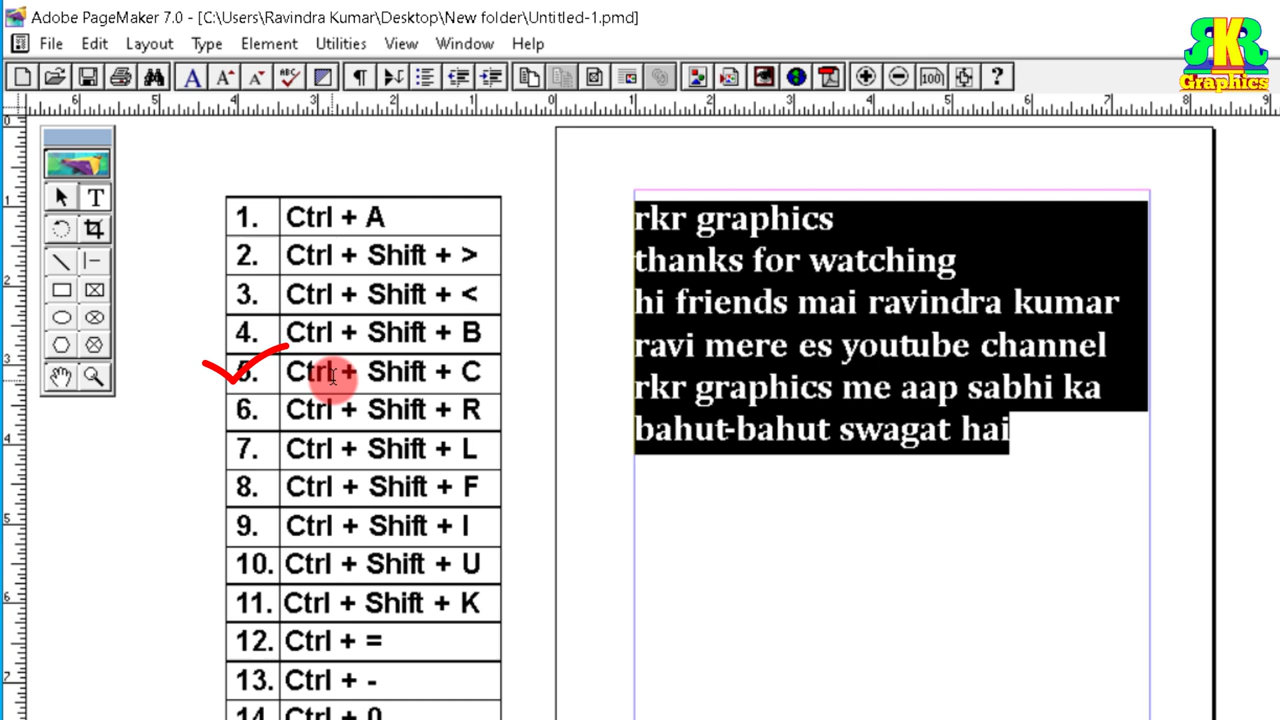 Adobe PageMaker 7.0 - [C:\Users\Ravindra Kumar\Desktop\New folder\Untitled-1.pmd]
File Edit Layout Type Element Utilities View Window Help
RKR
Graphics
1. Ctrl + A
2. Ctrl + Shift + >
3. Ctrl + Shift + <
4. Ctrl + Shift + B
5. Ctrl + Shift + C
6. Ctrl + Shift + R
7. Ctrl + Shift + L
8. Ctrl + Shift + F
9. Ctrl + Shift + I
10. Ctrl + Shift + U
11. Ctrl + Shift + K
12. Ctrl + =
13. Ctrl + -
14. Ctrl + 0
rkr graphics
thanks for watching
hi friends mai ravindra kumar
ravi mere es youtube channel
rkr graphics me aap sabhi ka
bahut-bahut swagat hai